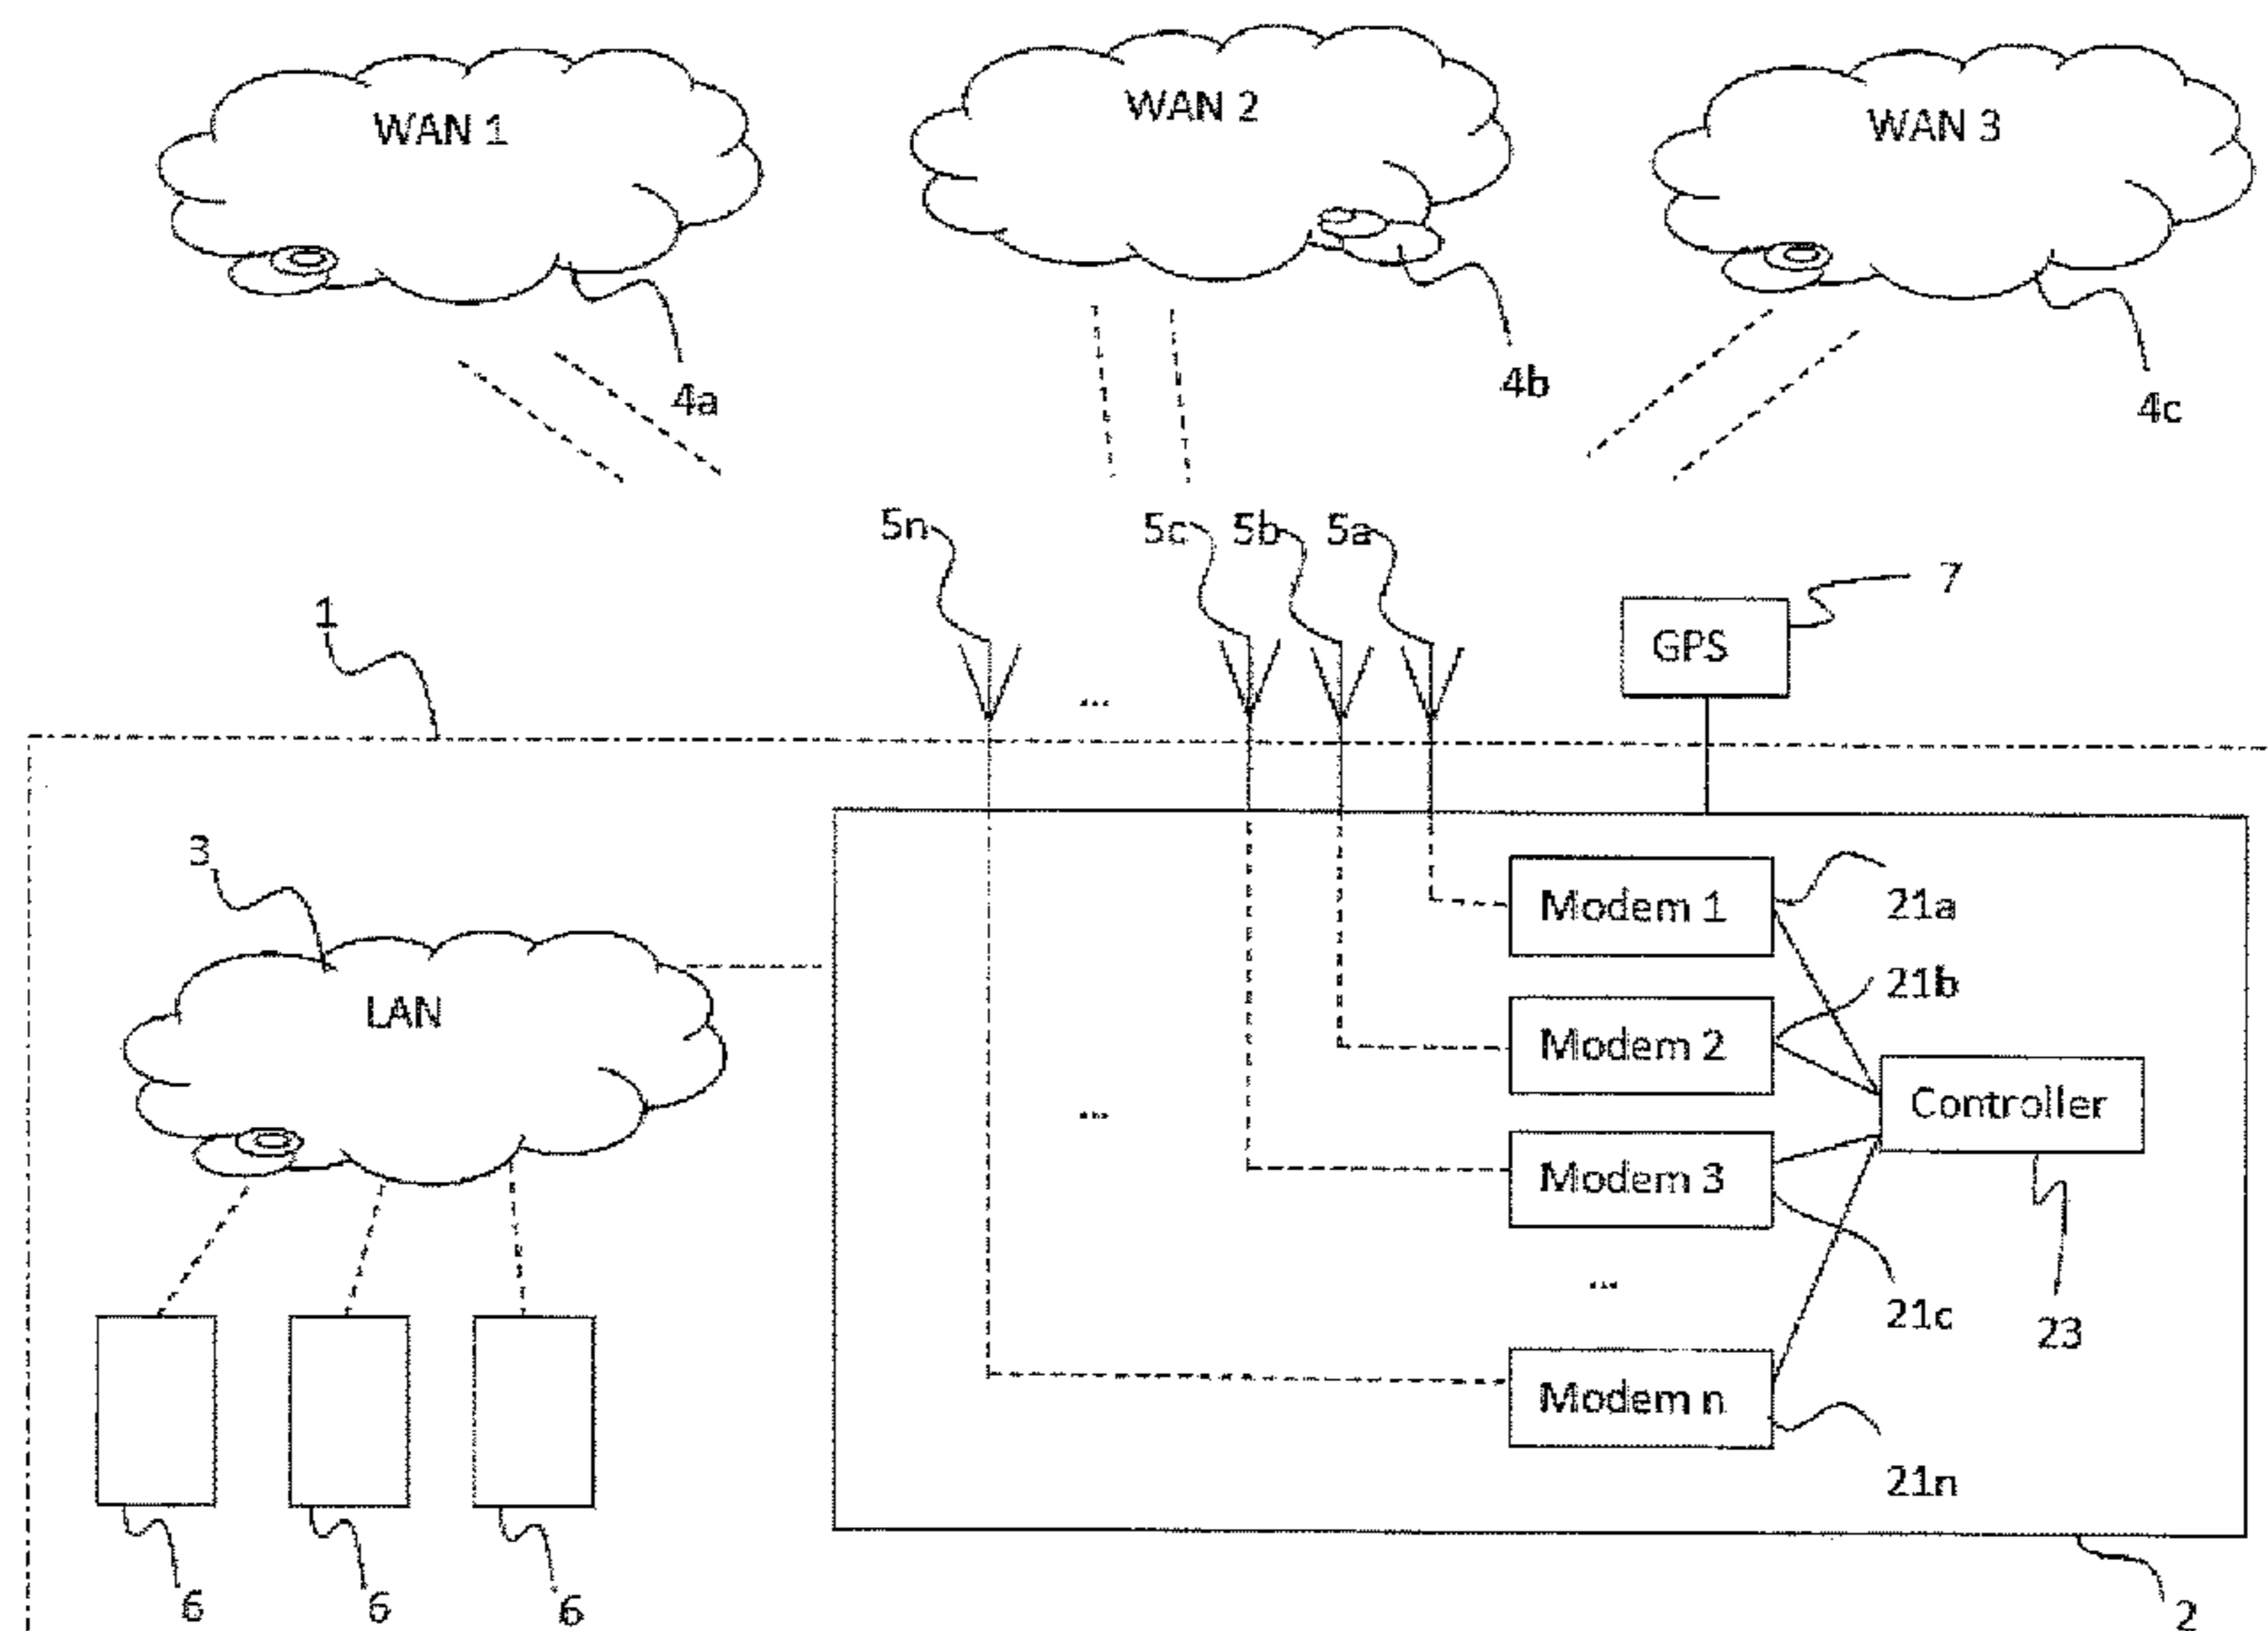 WAN 1
WAN 2
WAN 3
4a
4b
4c
5n
5c
5b
5a
7
GPS
1
3
LAN
Modem 1
21a
21b
Modem 2
Controller
Modem 3
...
...
...
21c
23
Modem n
21n
6
6
6
2